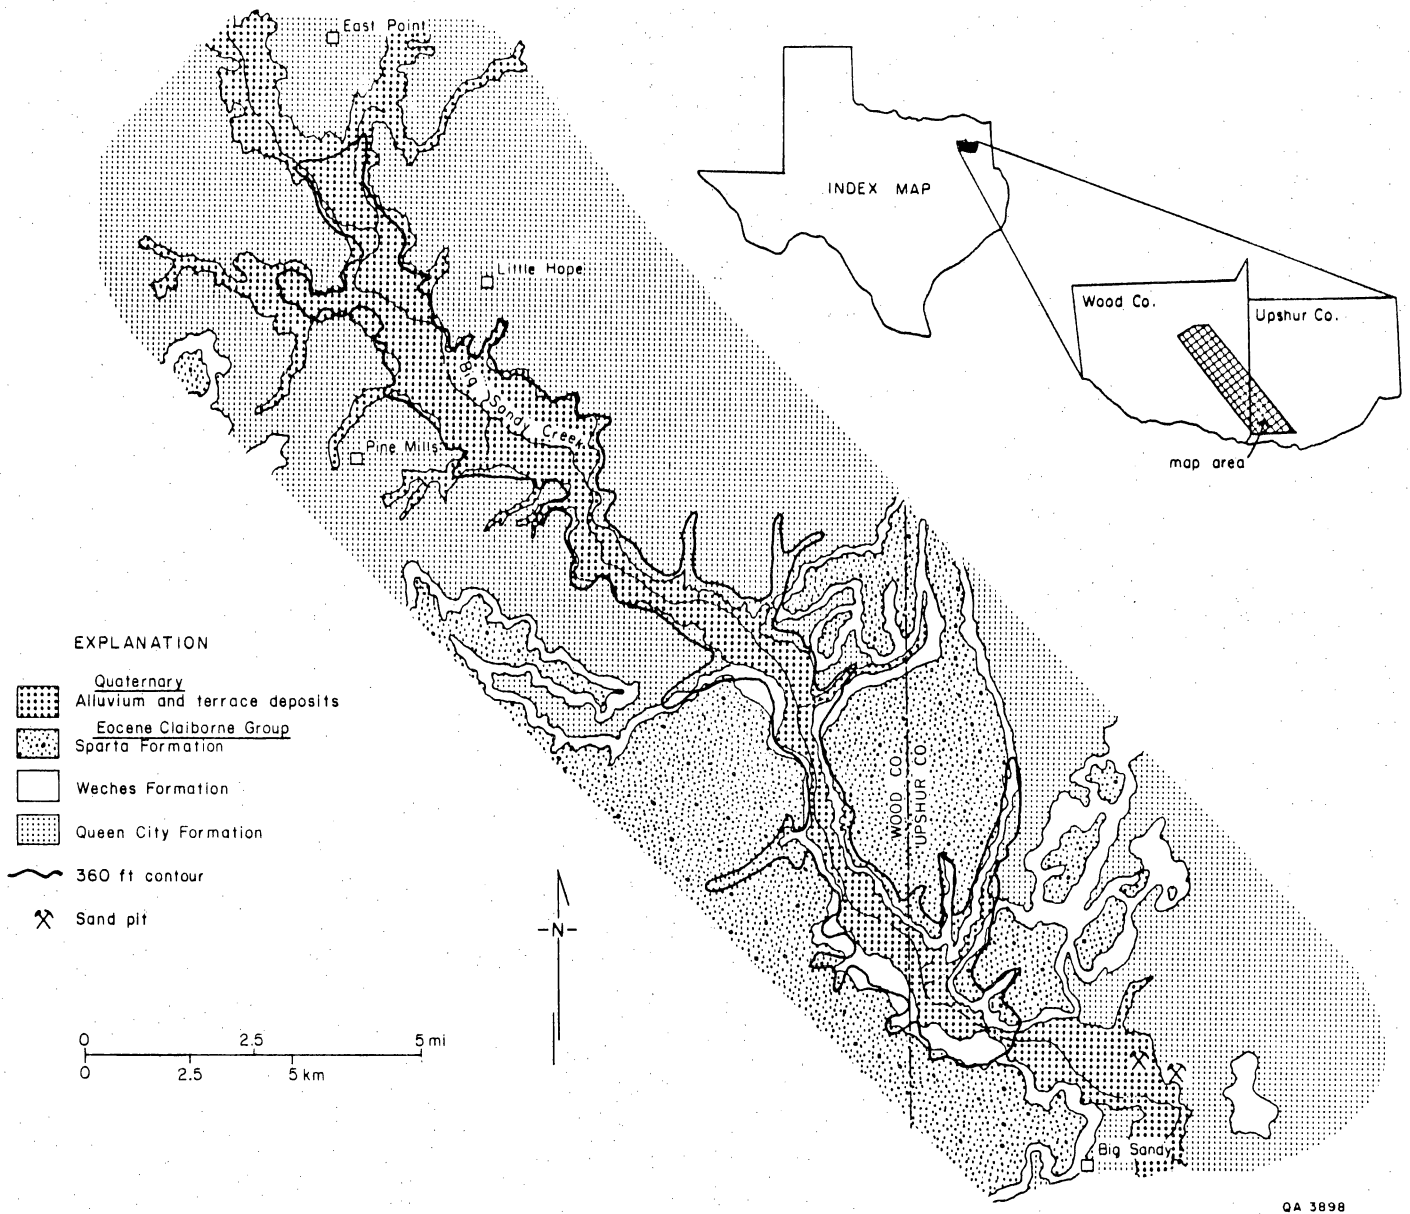 East Point
INDEX MAP
Little Hope
Wood Co.
Upshur Co.
map area
Big Sandy Creek
Pine Mills
EXPLANATION
Quaternary
Alluvium and terrace deposits
Eocene Claiborne Group
Sparta Formation
Weches Formation
Queen City Formation
360 ft contour
Sand pit
WOOD CO.
UPSHUR CO.
-N-
0 2.5 5 mi
0 2.5 5 km
Big Sandy
QA 3898